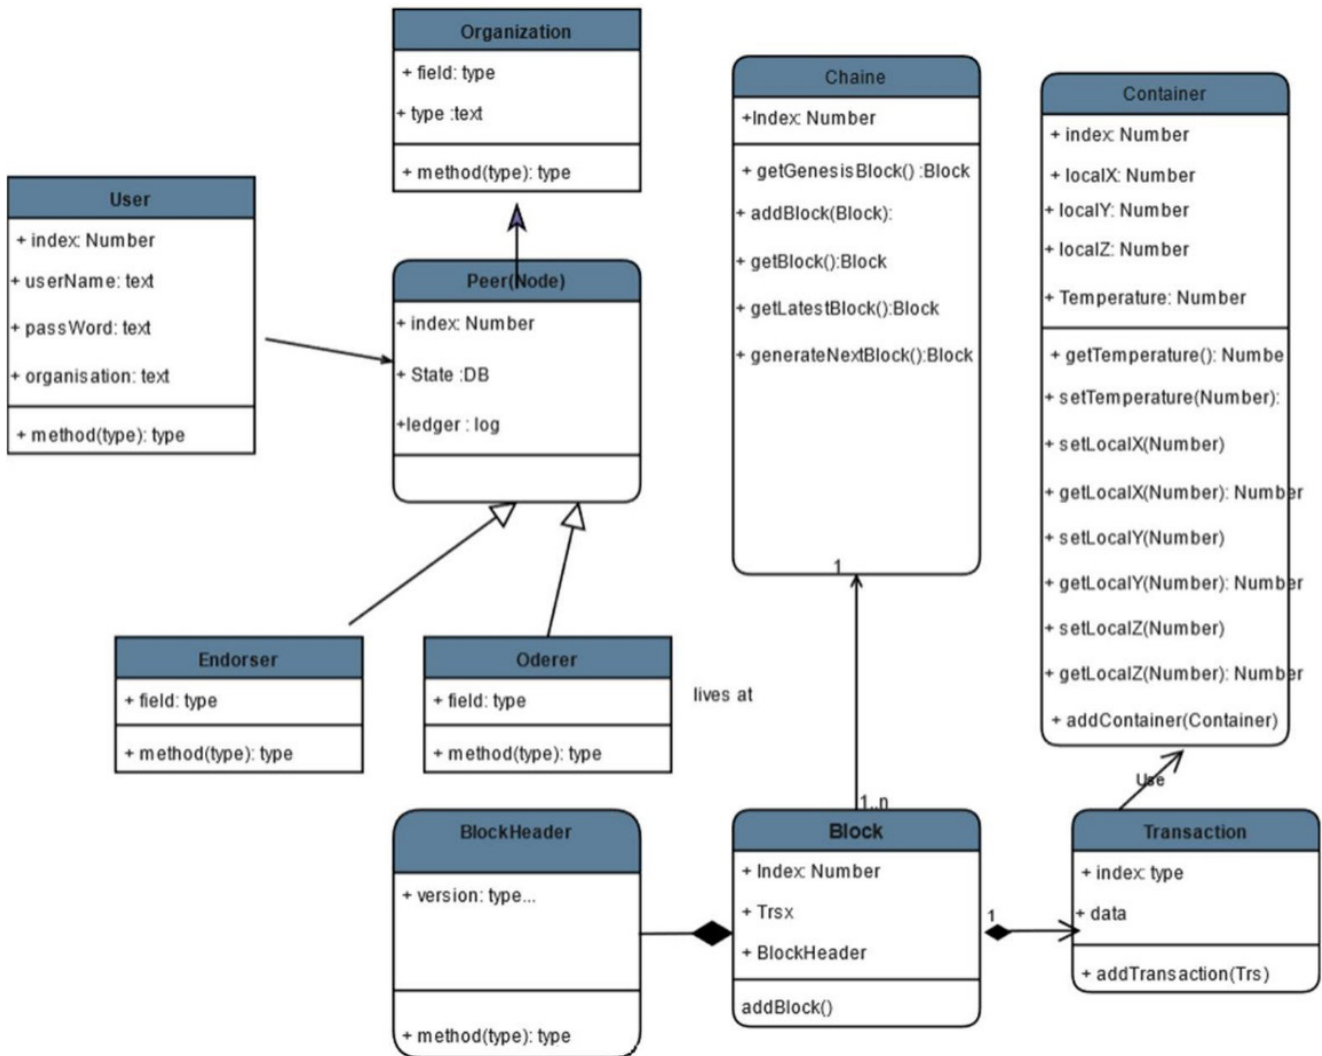 Organization
+ field: type
+ type :text
+ method(type): type
User
+ index: Number
+ userName: text
+ passWord: text
+ organisation: text
+ method(type): type
Peer(Node)
+ index: Number
+ State :DB
+ledger : log
Chaine
+Index: Number
+ getGenesisBlock() :Block
+ addBlock(Block):
+ getBlock():Block
+ getLatestBlock():Block
+ generateNextBlock():Block
Container
+ index: Number
+ localX: Number
+ localY: Number
+ localZ: Number
+ Temperature: Number
+ getTemperature(): Numbe
+ setTemperature(Number):
+ setLocalX(Number)
+ getLocalX(Number): Number
+ setLocalY(Number)
+ getLocalY(Number): Number
+ setLocalZ(Number)
+ getLocalZ(Number): Number
+ addContainer(Container)
Endorser
+ field: type
+ method(type): type
Oderer
+ field: type
+ method(type): type
lives at
1
1..n
Use
BlockHeader
+ version: type...
+ method(type): type
Block
+ Index: Number
+ Trsx
+ BlockHeader
addBlock()
1
Transaction
+ index: type
+ data
+ addTransaction(Trs)